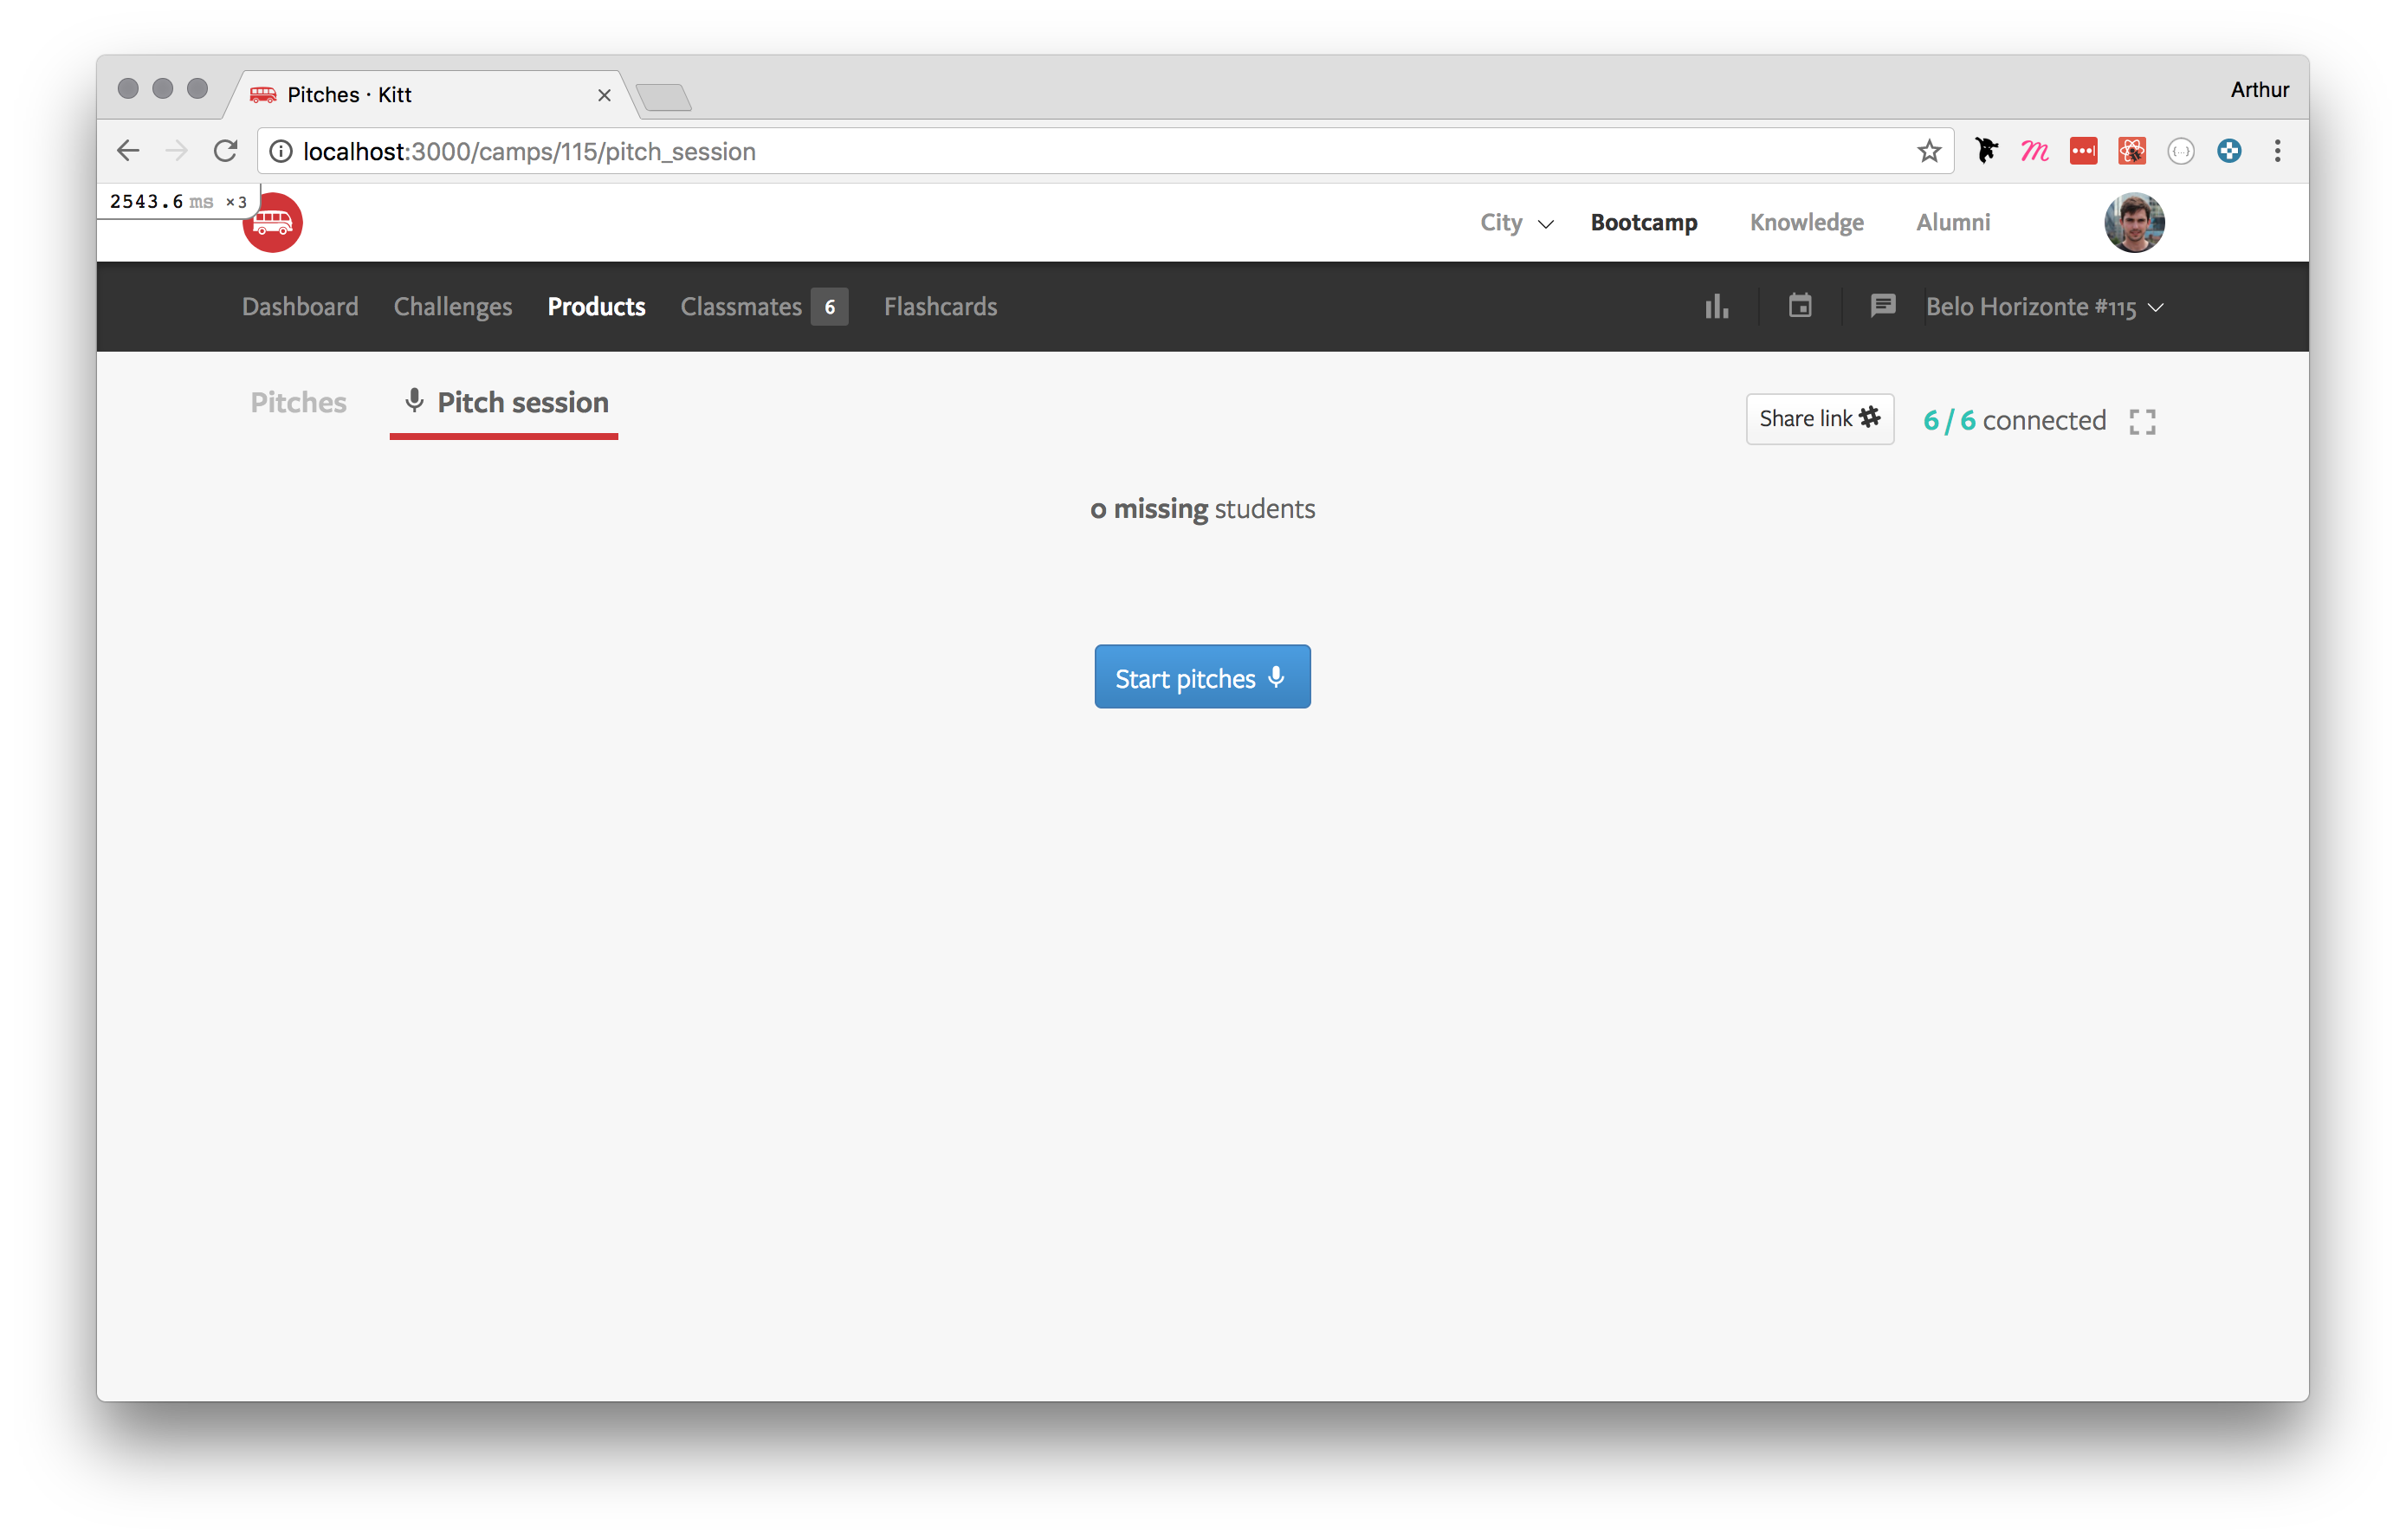 Pitches · Kitt
Arthur
localhost:3000/camps/115/pitch_session
2543.6 ms ×3
City Bootcamp Knowledge Alumni
Dashboard Challenges Products Classmates 6 Flashcards Belo Horizonte #115
Pitches Pitch session
Share link 6 / 6 connected
0 missing students
Start pitches